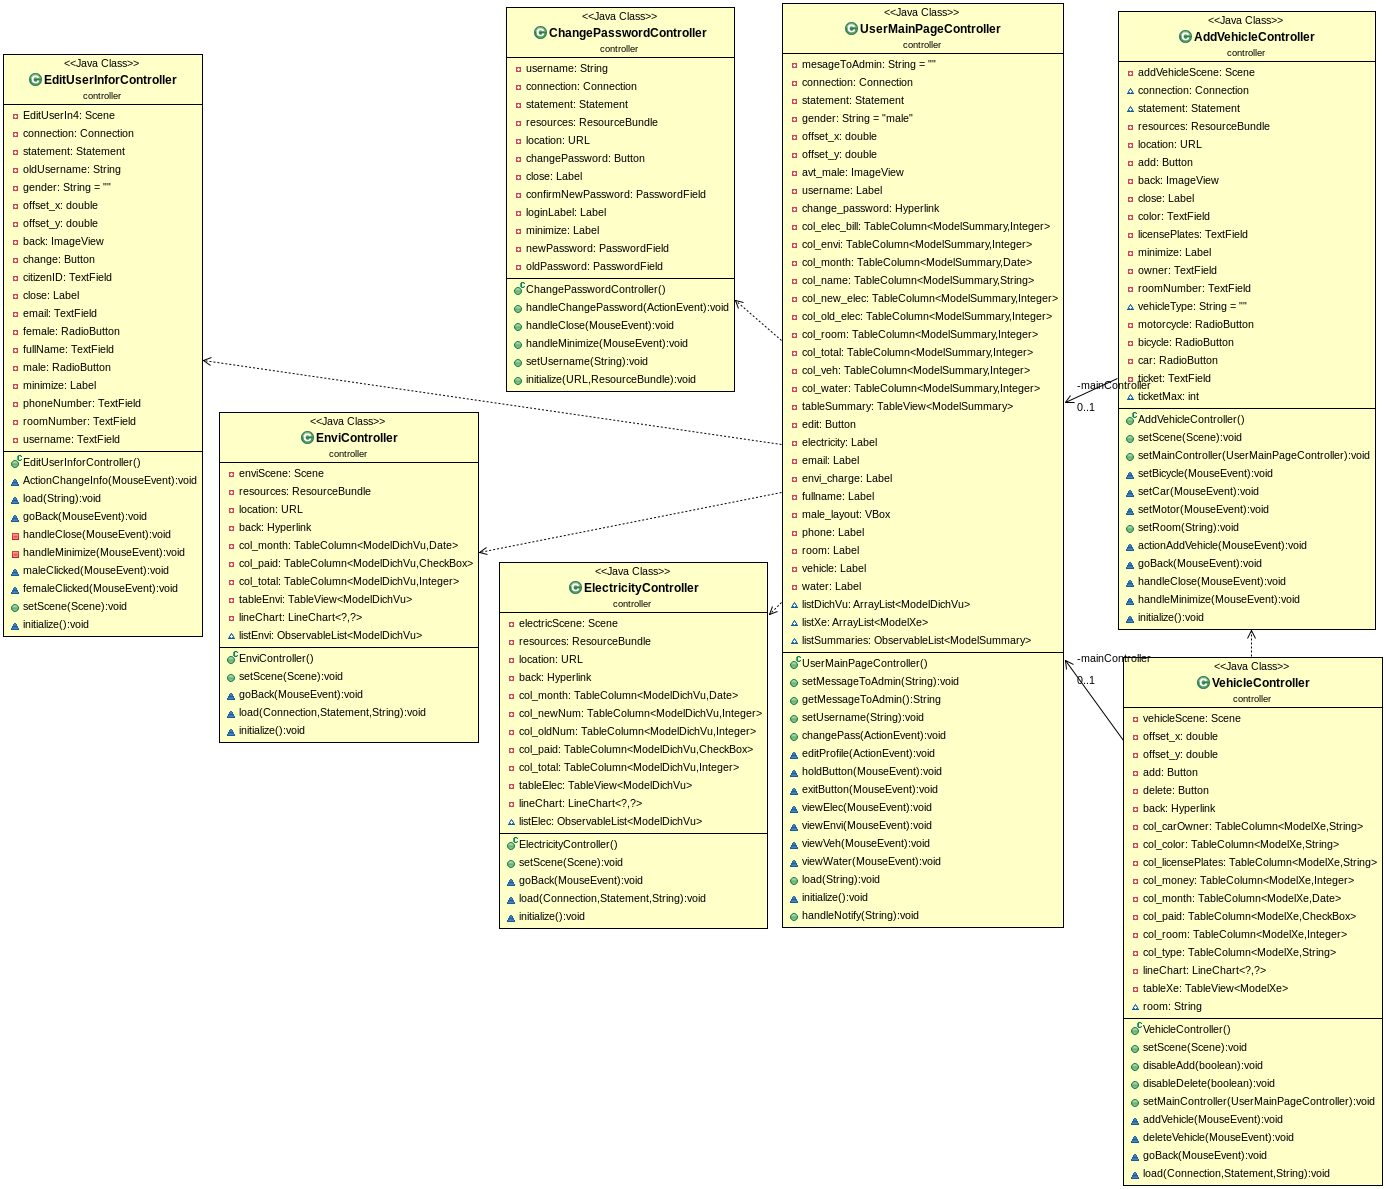 <<Java Class>>
EditUserInforController
controller
EditUserIn4: Scene
connection: Connection
statement: Statement
oldUsername: String
gender: String = ""
offset_x: double
offset_y: double
back: ImageView
change: Button
citizenID: TextField
close: Label
email: TextField
female: RadioButton
fullName: TextField
male: RadioButton
minimize: Label
phoneNumber: TextField
roomNumber: TextField
username: TextField
EditUserInforController()
ActionChangeInfo(MouseEvent):void
load(String):void
goBack(MouseEvent):void
handleClose(MouseEvent):void
handleMinimize(MouseEvent):void
maleClicked(MouseEvent):void
femaleClicked(MouseEvent):void
setScene(Scene):void
initialize():void
<<Java Class>>
EnviController
controller
enviScene: Scene
resources: ResourceBundle
location: URL
back: Hyperlink
col_month: TableColumn<ModelDichVu,Date>
col_paid: TableColumn<ModelDichVu,CheckBox>
col_total: TableColumn<ModelDichVu,Integer>
tableEnvi: TableView<ModelDichVu>
lineChart: LineChart<?,?>
listEnvi: ObservableList<ModelDichVu>
EnviController()
setScene(Scene):void
goBack(MouseEvent):void
load(Connection,Statement,String):void
initialize():void
<<Java Class>>
ChangePasswordController
controller
username: String
connection: Connection
statement: Statement
resources: ResourceBundle
location: URL
changePassword: Button
close: Label
confirmNewPassword: PasswordField
loginLabel: Label
minimize: Label
newPassword: PasswordField
oldPassword: PasswordField
ChangePasswordController()
handleChangePassword(ActionEvent):void
handleClose(MouseEvent):void
handleMinimize(MouseEvent):void
setUsername(String):void
initialize(URL,ResourceBundle):void
<<Java Class>>
ElectricityController
controller
electricScene: Scene
resources: ResourceBundle
location: URL
back: Hyperlink
col_month: TableColumn<ModelDichVu,Date>
col_newNum: TableColumn<ModelDichVu,Integer>
col_oldNum: TableColumn<ModelDichVu,Integer>
col_paid: TableColumn<ModelDichVu,CheckBox>
col_total: TableColumn<ModelDichVu,Integer>
tableElec: TableView<ModelDichVu>
lineChart: LineChart<?,?>
listElec: ObservableList<ModelDichVu>
ElectricityController()
setScene(Scene):void
goBack(MouseEvent):void
load(Connection,Statement,String):void
initialize():void
<<Java Class>>
UserMainPageController
controller
mesageToAdmin: String = ""
connection: Connection
statement: Statement
gender: String = "male"
offset_x: double
offset_y: double
avt_male: ImageView
username: Label
change_password: Hyperlink
col_elec_bill: TableColumn<ModelSummary,Integer>
col_envi: TableColumn<ModelSummary,Integer>
col_month: TableColumn<ModelSummary,Date>
col_name: TableColumn<ModelSummary,String>
col_new_elec: TableColumn<ModelSummary,Integer>
col_old_elec: TableColumn<ModelSummary,Integer>
col_room: TableColumn<ModelSummary,Integer>
col_total: TableColumn<ModelSummary,Integer>
col_veh: TableColumn<ModelSummary,Integer>
col_water: TableColumn<ModelSummary,Integer>
tableSummary: TableView<ModelSummary>
edit: Button
electricity: Label
email: Label
envi_charge: Label
fullname: Label
male_layout: VBox
phone: Label
room: Label
vehicle: Label
water: Label
listDichVu: ArrayList<ModelDichVu>
listXe: ArrayList<ModelXe>
listSummaries: ObservableList<ModelSummary>
UserMainPageController()
setMessageToAdmin(String):void
getMessageToAdmin():String
setUsername(String):void
changePass(ActionEvent):void
editProfile(ActionEvent):void
holdButton(MouseEvent):void
exitButton(MouseEvent):void
viewElec(MouseEvent):void
viewEnvi(MouseEvent):void
viewVeh(MouseEvent):void
viewWater(MouseEvent):void
load(String):void
initialize():void
handleNotify(String):void
-mainController
0..1
-mainController
0..1
<<Java Class>>
AddVehicleController
controller
addVehicleScene: Scene
connection: Connection
statement: Statement
resources: ResourceBundle
location: URL
add: Button
back: ImageView
close: Label
color: TextField
licensePlates: TextField
minimize: Label
owner: TextField
roomNumber: TextField
vehicleType: String = ""
motorcycle: RadioButton
bicycle: RadioButton
car: RadioButton
ticket: TextField
ticketMax: int
AddVehicleController()
setScene(Scene):void
setMainController(UserMainPageController):void
setBicycle(MouseEvent):void
setCar(MouseEvent):void
setMotor(MouseEvent):void
setRoom(String):void
actionAddVehicle(MouseEvent):void
goBack(MouseEvent):void
handleClose(MouseEvent):void
handleMinimize(MouseEvent):void
initialize():void
<<Java Class>>
VehicleController
controller
vehicleScene: Scene
offset_x: double
offset_y: double
add: Button
delete: Button
back: Hyperlink
col_carOwner: TableColumn<ModelXe,String>
col_color: TableColumn<ModelXe,String>
col_licensePlates: TableColumn<ModelXe,String>
col_money: TableColumn<ModelXe,Integer>
col_month: TableColumn<ModelXe,Date>
col_paid: TableColumn<ModelXe,CheckBox>
col_room: TableColumn<ModelXe,Integer>
col_type: TableColumn<ModelXe,String>
lineChart: LineChart<?,?>
tableXe: TableView<ModelXe>
room: String
VehicleController()
setScene(Scene):void
disableAdd(boolean):void
disableDelete(boolean):void
setMainController(UserMainPageController):void
addVehicle(MouseEvent):void
deleteVehicle(MouseEvent):void
goBack(MouseEvent):void
load(Connection,Statement,String):void